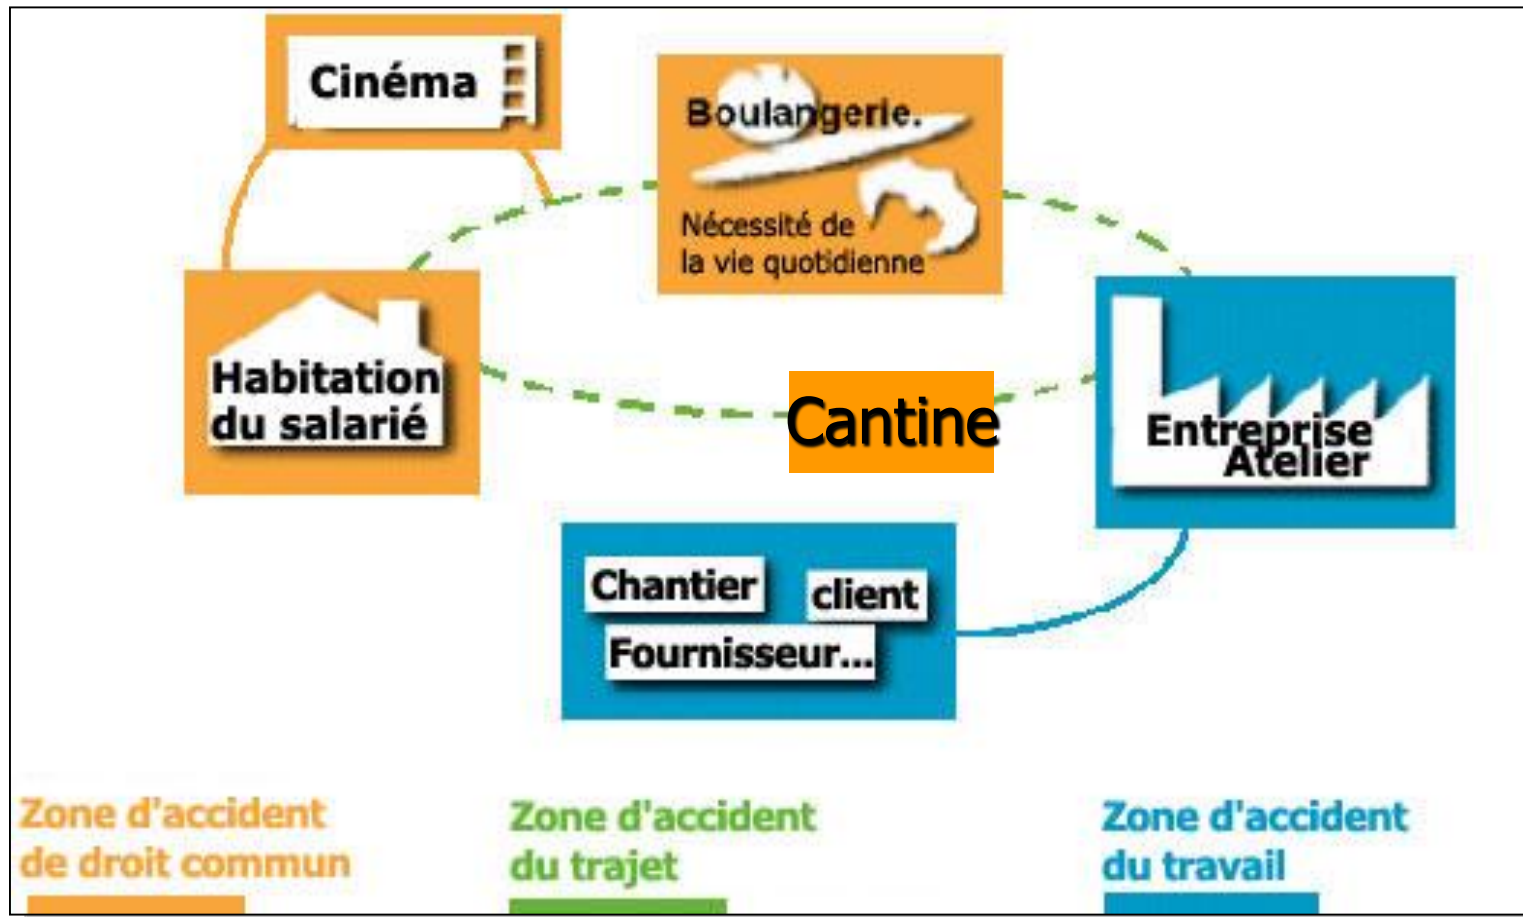 Cinéma
Boulangerie.
Nécessité de
la vie quotidienne
Habitation
du salarié
Cantine
Entreprise
Atelier
Chantier
client
Fournisseur...
Zone d'accident
de droit commun
Zone d'accident
du trajet
Zone d'accident
du travail